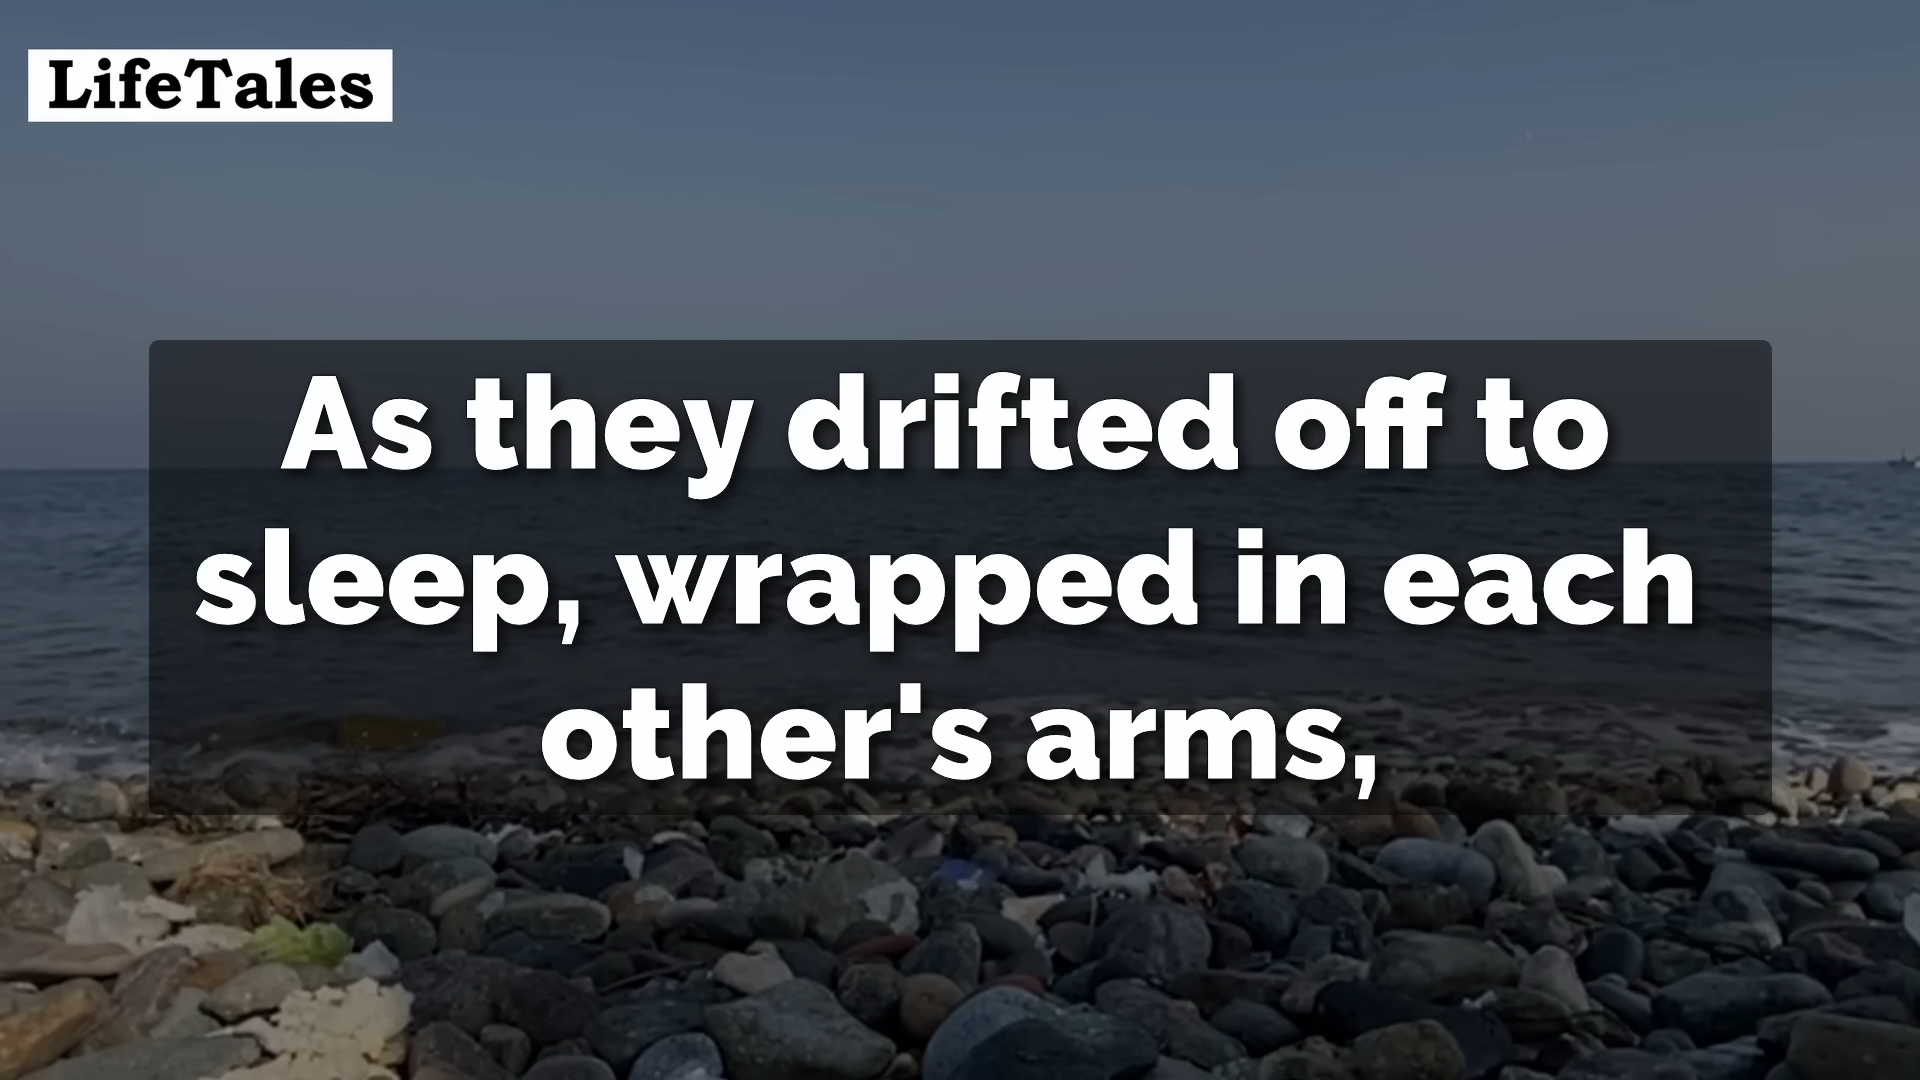 LifeTales
As they drifted off to
sleep, wrapped in each
other's arms,